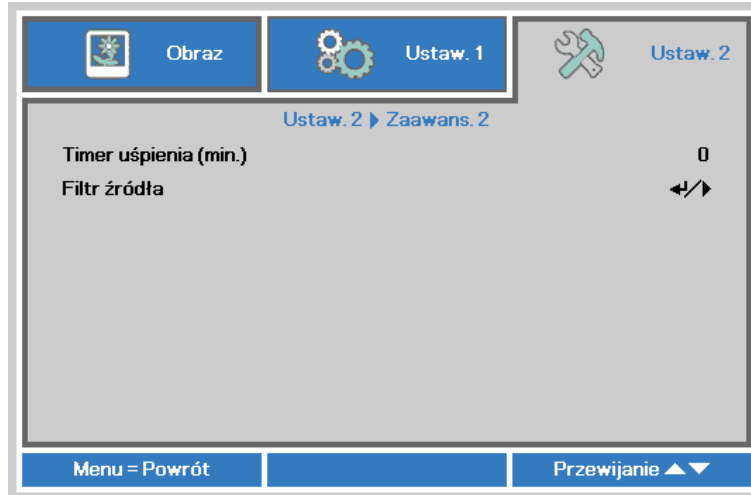 Obraz
Ustaw. 1
Ustaw. 2
Ustaw. 2 ▶ Zaawans. 2
Timer uśpienia (min.) 0
Filtr źródła ↵/▶
Menu = Powrót
Przewijanie ▲▼